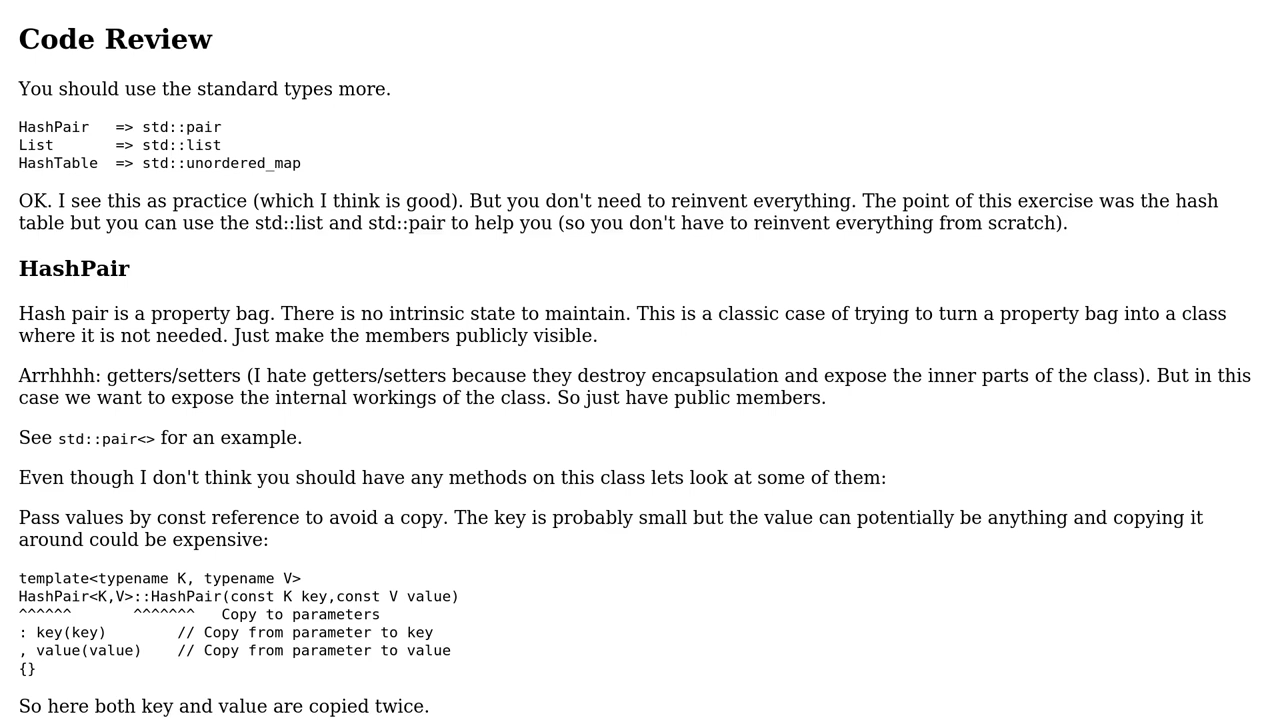 Code Review
You should use the standard types more.
HashPair   => std::pair
List       => std::list
HashTable  => std::unordered_map
OK. I see this as practice (which I think is good). But you don't need to reinvent everything. The point of this exercise was the hash
table but you can use the std::list and std::pair to help you (so you don't have to reinvent everything from scratch).
HashPair
Hash pair is a property bag. There is no intrinsic state to maintain. This is a classic case of trying to turn a property bag into a class
where it is not needed. Just make the members publicly visible.
Arrhhhh: getters/setters (I hate getters/setters because they destroy encapsulation and expose the inner parts of the class). But in this
case we want to expose the internal workings of the class. So just have public members.
See std::pair<> for an example.
Even though I don't think you should have any methods on this class lets look at some of them:
Pass values by const reference to avoid a copy. The key is probably small but the value can potentially be anything and copying it
around could be expensive:
template<typename K, typename V>
HashPair<K,V>::HashPair(const K key,const V value)
^^^^^^       ^^^^^^^   Copy to parameters
: key(key)        // Copy from parameter to key
, value(value)    // Copy from parameter to value
{}
So here both key and value are copied twice.